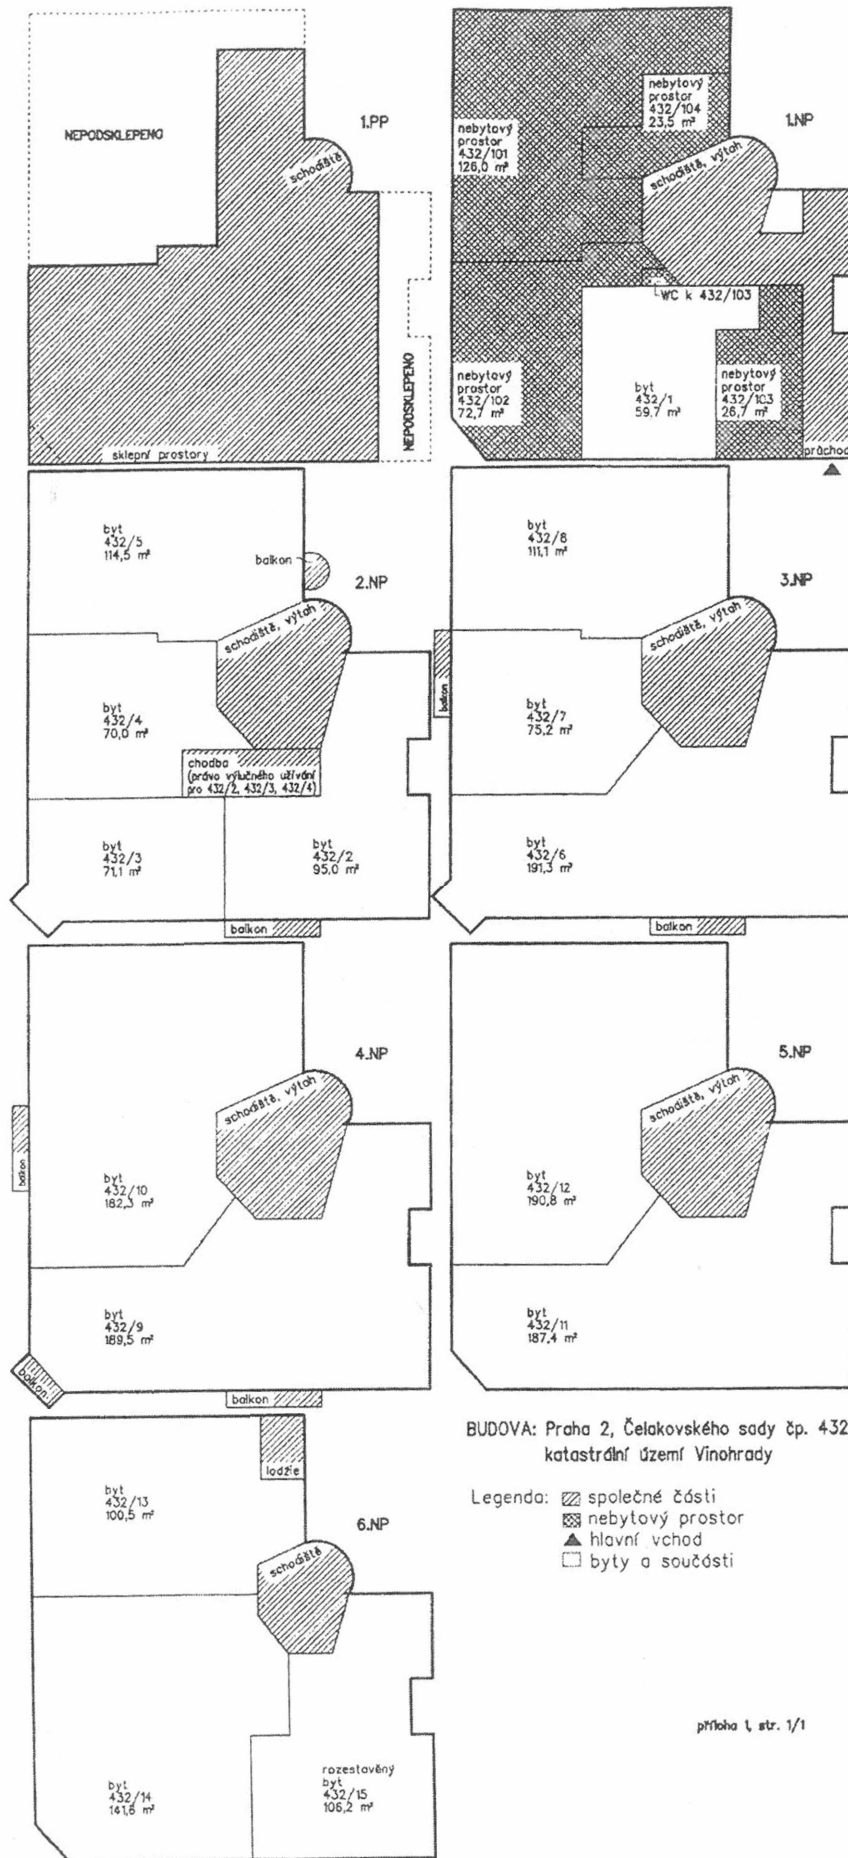 NEPODSKLEPENO
1.PP
schodiště
NEPODSKLEPENO
sklepní prostory
nebytový
prostor
432/104
23,5 m²
1.NP
nebytový
prostor
432/101
126,0 m²
schodiště, výtah
WC k 432/103
nebytový
prostor
432/102
72,7 m²
byt
432/1
59,7 m²
nebytový
prostor
432/103
26,7 m²
průchod
byt
432/5
114,5 m²
balkon
2.NP
schodiště, výtah
byt
432/4
70,0 m²
chodba
(právo výlučného užívání
pro 432/2, 432/3, 432/4)
byt
432/3
71,1 m²
byt
432/2
95,0 m²
balkon
byt
432/8
111,1 m²
3.NP
schodiště, výtah
balkon
byt
432/7
75,2 m²
byt
432/6
191,3 m²
balkon
4.NP
schodiště, výtah
balkon
byt
432/10
182,3 m²
byt
432/9
189,5 m²
balkon
balkon
5.NP
schodiště, výtah
byt
432/12
190,8 m²
byt
432/11
187,4 m²
lodžie
byt
432/13
100,5 m²
6.NP
schodiště
byt
432/14
141,6 m²
rozestavěný
byt
432/15
106,2 m²
BUDOVA: Praha 2, Čelakovského sady čp. 432
katastrální území Vinohrady
Legenda:
společné části
nebytový prostor
hlavní vchod
byty a součásti
příloha 1, str. 1/1